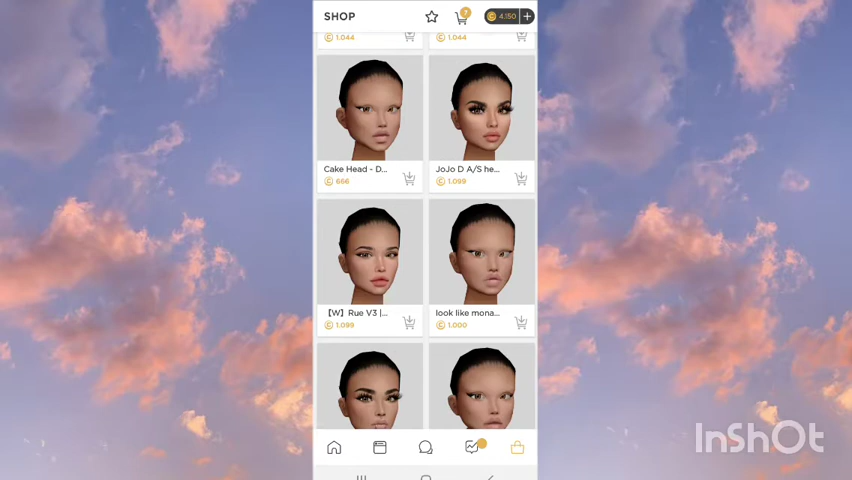 SHOP
7
4.150 +
1.044
1.044
Cake Head - D...
666
JoJo D A/S he...
1.099
【W】Rue V3 |...
1.099
look like mona...
1.000
InShOt